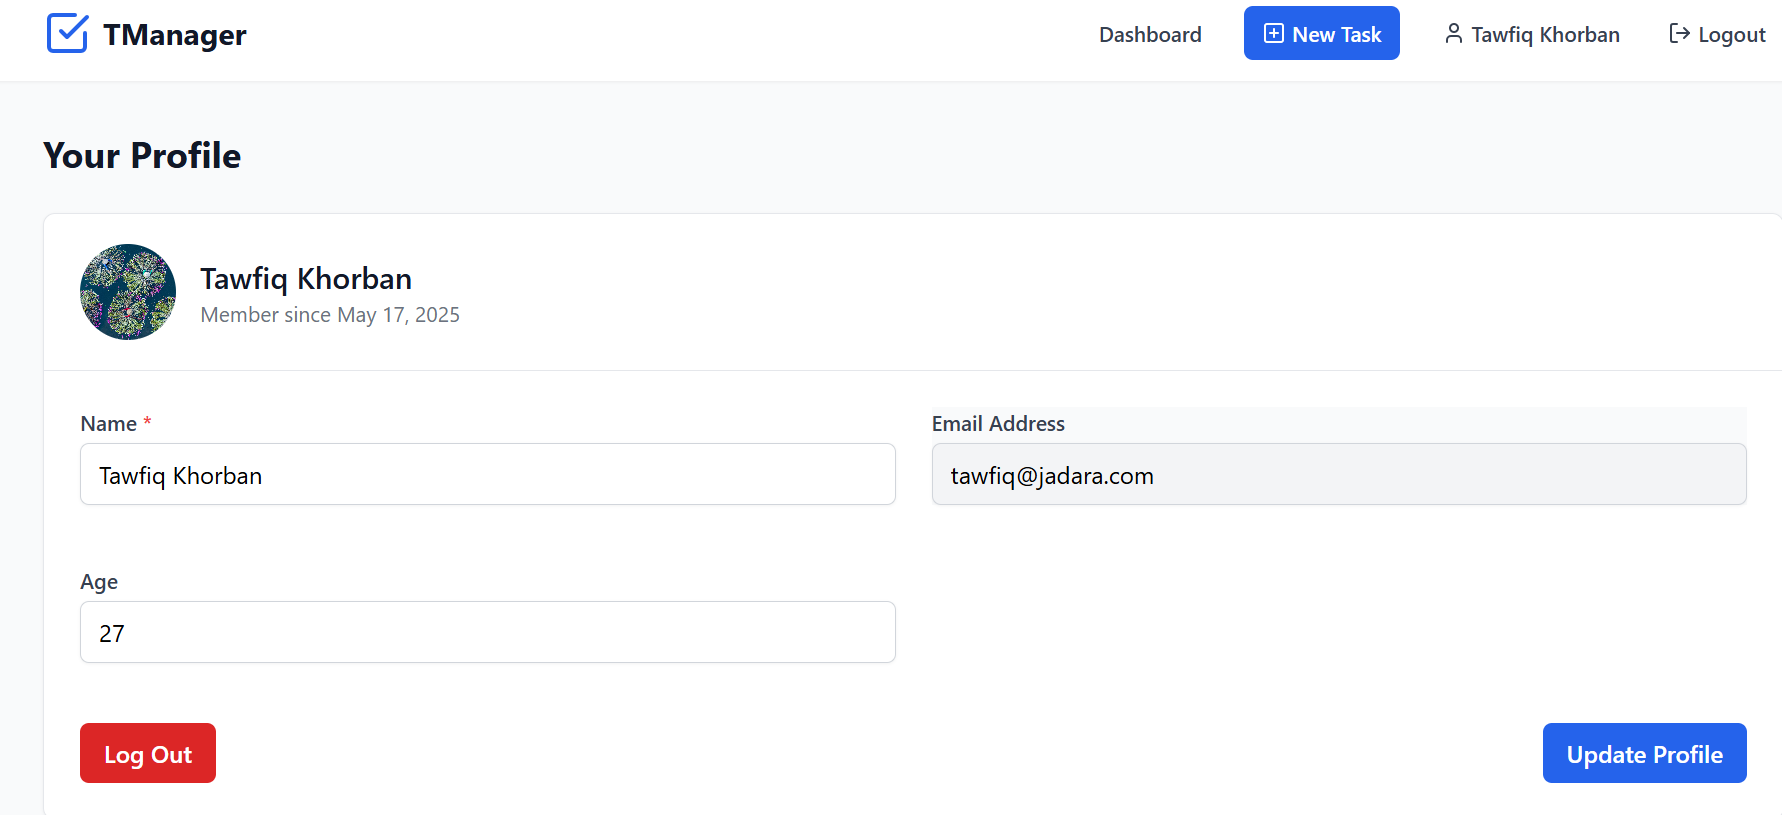 TManager
Dashboard
New Task
Tawfiq Khorban
Logout
Your Profile
Tawfiq Khorban
Member since May 17, 2025
Name *
Email Address
Tawfiq Khorban
tawfiq@jadara.com
Age
27
Log Out
Update Profile